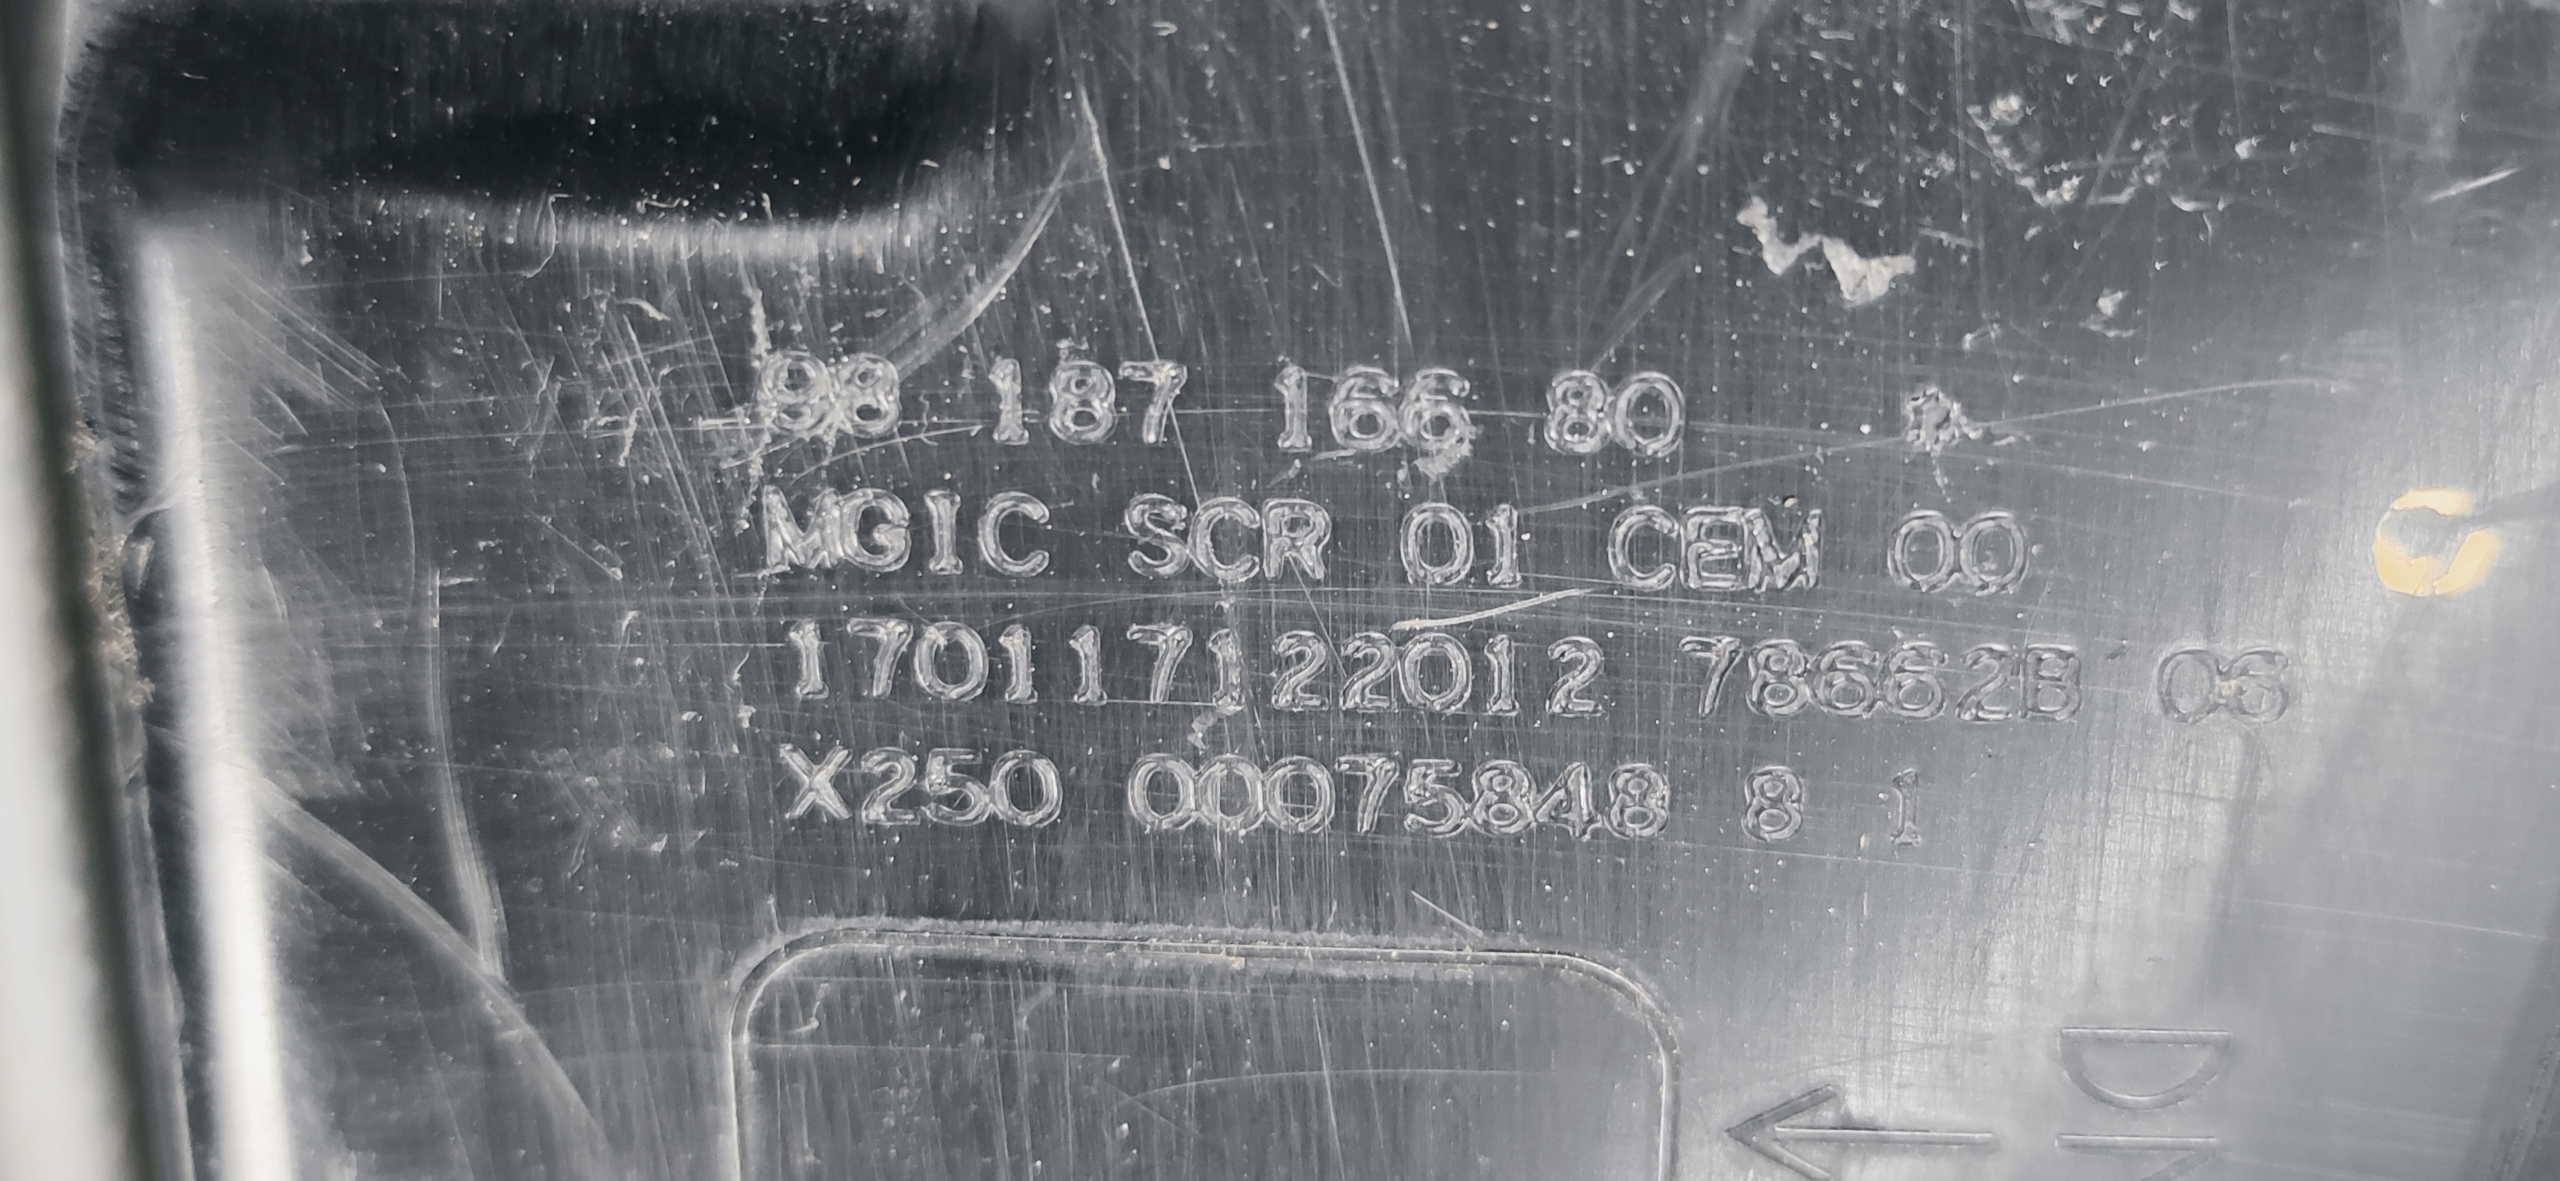 98 187 166 80
MGIC SCR 01 CEM 00
170117122012 78662B 06
X250 00075848 8 1